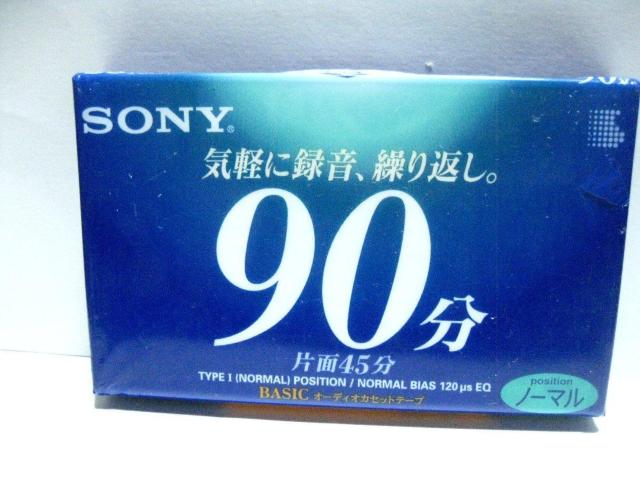 SONY®
気軽に録音、繰り返し。
90分
片面45分
TYPE I (NORMAL) POSITION / NORMAL BIAS 120 µs EQ
BASIC オーディオカセットテープ
position
ノーマル